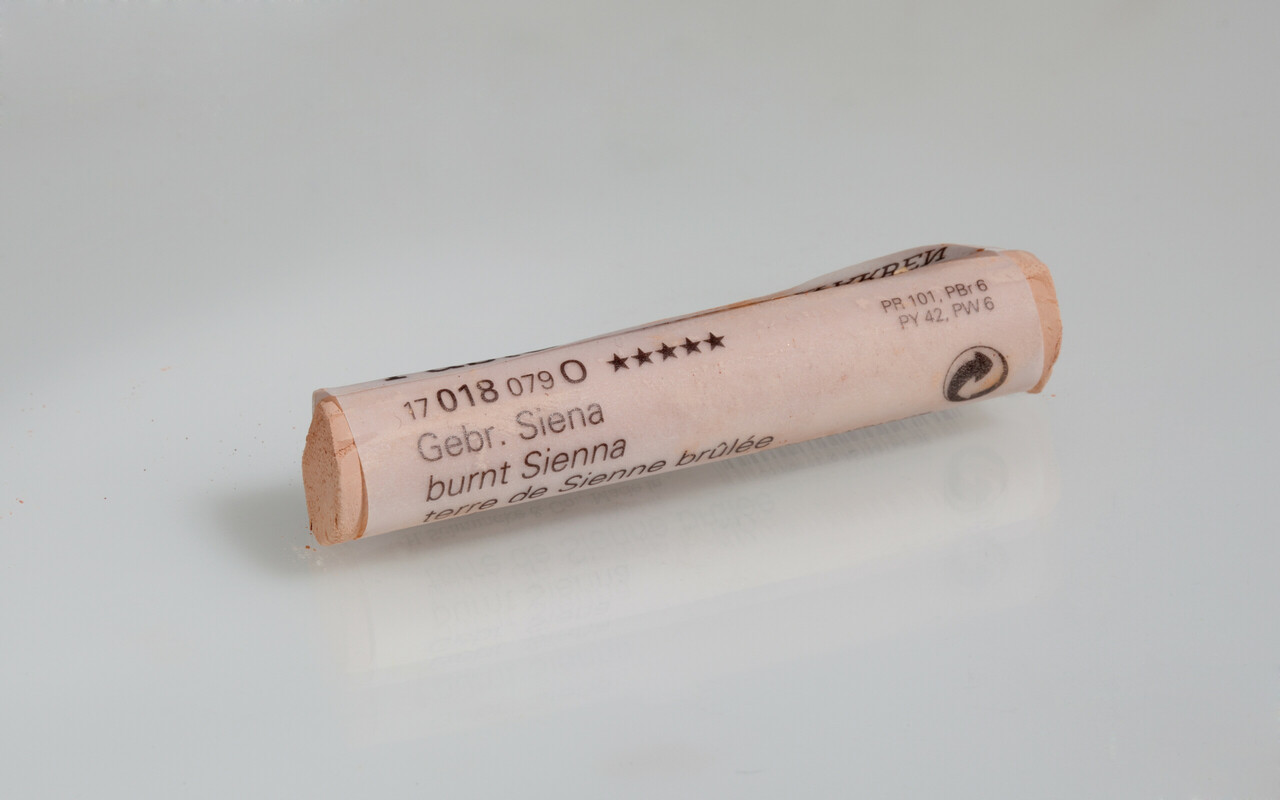 17 018 079 O ★★★★★
Gebr. Siena
burnt Sienna
terre de Sienne brûlée
PR 101, PBr 6
PY 42, PW 6